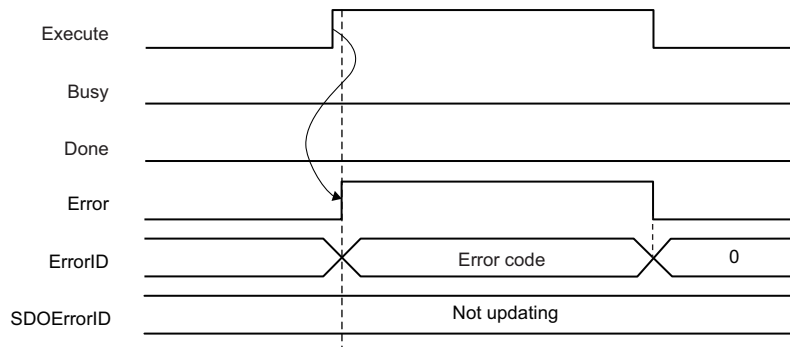 Execute
Busy
Done
Error
ErrorID
Error code
0
SDOErrorID
Not updating